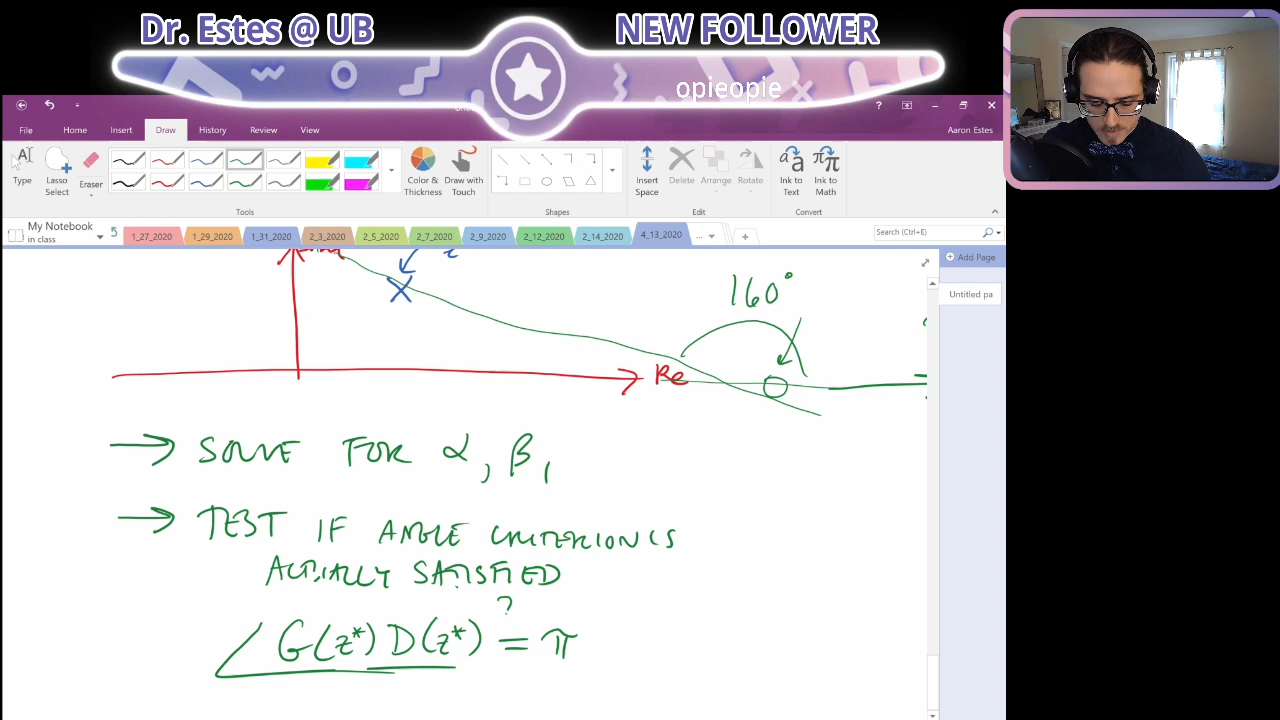 Dr. Estes @ UB
NEW FOLLOWER
opieopie
Aaron Estes
File Home Insert Draw History Review View
Type
Lasso Select
Eraser
Color & Thickness
Draw with Touch
Insert Space
Delete
Arrange
Rotate
Ink to Text
Ink to Math
Tools
Shapes
Edit
Convert
My Notebook
in class
1_27_2020 1_29_2020 1_31_2020 2_3_2020 2_5_2020 2_7_2020 2_9_2020 2_12_2020 2_14_2020 4_13_2020 ...
Search (Ctrl+E)
Add Page
Untitled pa
160°
Re
→ SOLVE FOR α, β,
→ TEST IF ANGLE CRITERION IS
ACTUALLY SATISFIED
?
∠G(z*) D(z*) = π